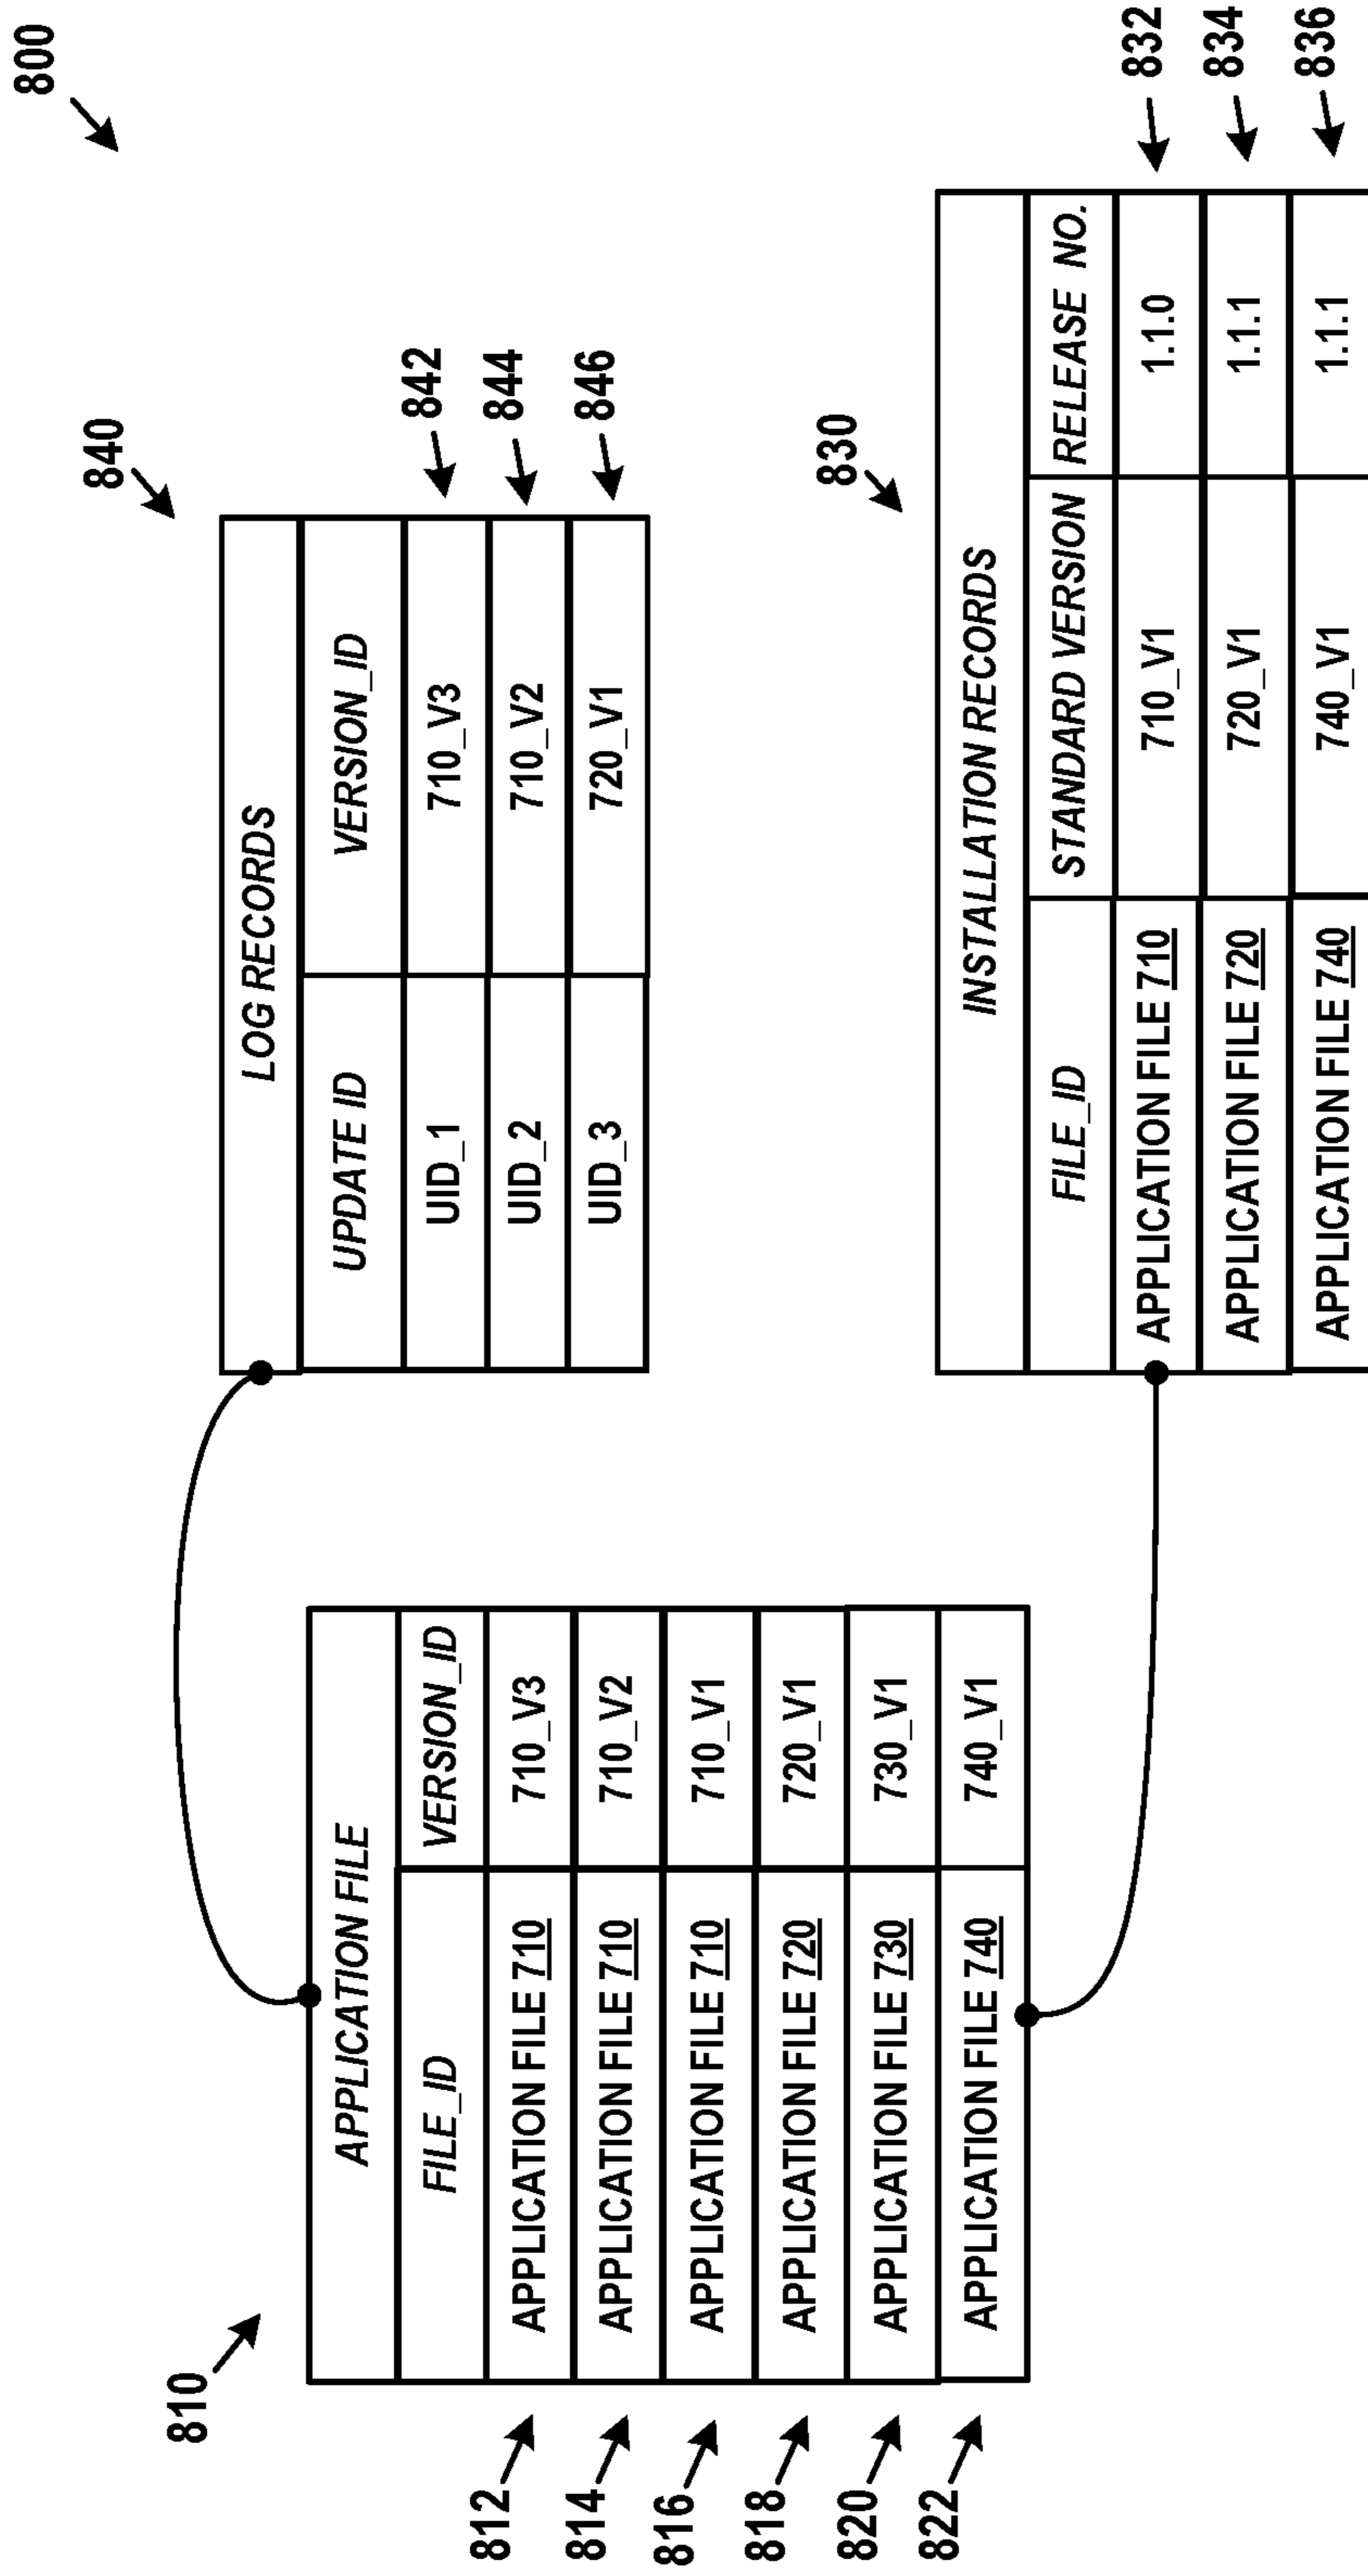 800
810
APPLICATION FILE
FILE_ID VERSION_ID
812 APPLICATION FILE 710 710_V3
814 APPLICATION FILE 710 710_V2
816 APPLICATION FILE 710 710_V1
818 APPLICATION FILE 720 720_V1
820 APPLICATION FILE 730 730_V1
822 APPLICATION FILE 740 740_V1
840
LOG RECORDS
UPDATE ID VERSION_ID
UID_1 710_V3 842
UID_2 710_V2 844
UID_3 720_V1 846
830
INSTALLATION RECORDS
FILE_ID STANDARD VERSION RELEASE NO.
APPLICATION FILE 710 710_V1 1.1.0 832
APPLICATION FILE 720 720_V1 1.1.1 834
APPLICATION FILE 740 740_V1 1.1.1 836